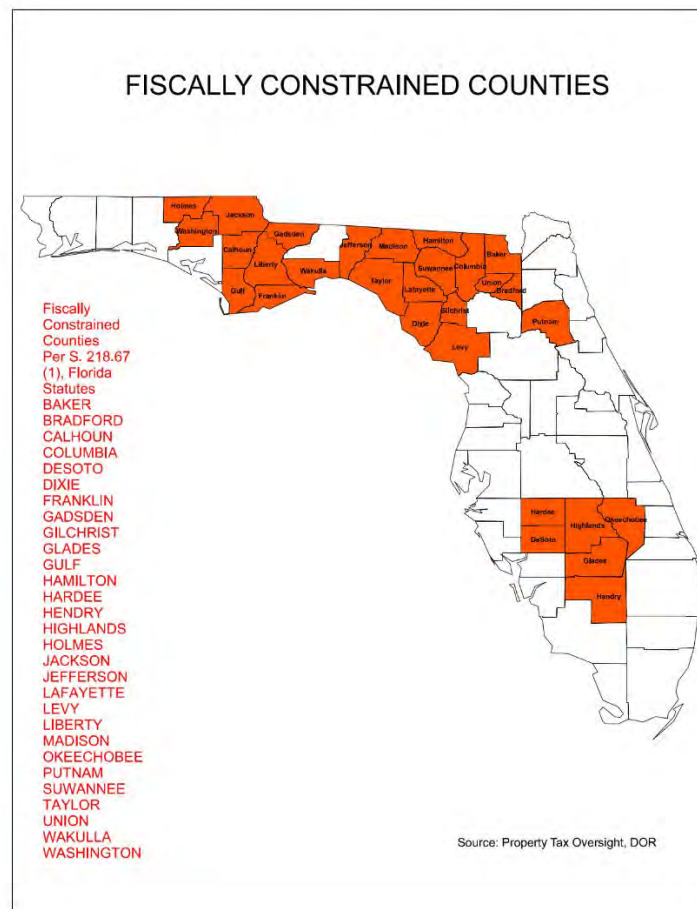 FISCALLY CONSTRAINED COUNTIES
Holmes
Jackson
Washington
Gadsden
Calhoun
Liberty
Wakulla
Gulf
Franklin
Jefferson
Madison
Hamilton
Taylor
Suwannee
Columbia
Baker
Lafayette
Union
Bradford
Dixie
Gilchrist
Levy
Putnam
Hardee
Highlands
Okeechobee
DeSoto
Glades
Hendry
Fiscally
Constrained
Counties
Per S. 218.67
(1), Florida
Statutes
BAKER
BRADFORD
CALHOUN
COLUMBIA
DESOTO
DIXIE
FRANKLIN
GADSDEN
GILCHRIST
GLADES
GULF
HAMILTON
HARDEE
HENDRY
HIGHLANDS
HOLMES
JACKSON
JEFFERSON
LAFAYETTE
LEVY
LIBERTY
MADISON
OKEECHOBEE
PUTNAM
SUWANNEE
TAYLOR
UNION
WAKULLA
WASHINGTON
Source: Property Tax Oversight, DOR